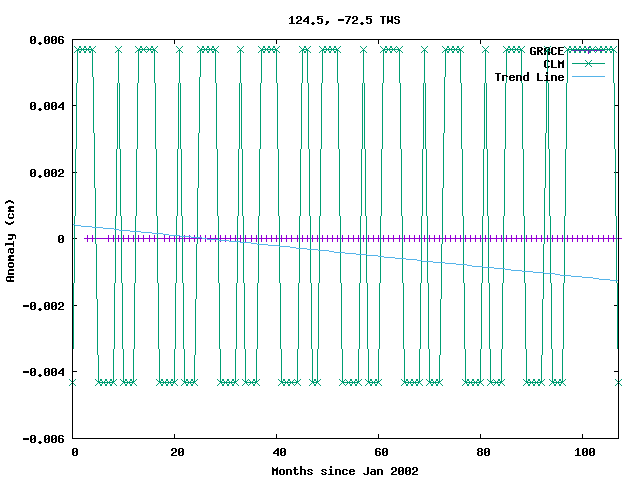 124.5, -72.5 TWS
0.006
0.004
0.002
0
-0.002
-0.004
-0.006
Anomaly (cm)
GRACE
CLM
Trend Line
0 20 40 60 80 100
Months since Jan 2002